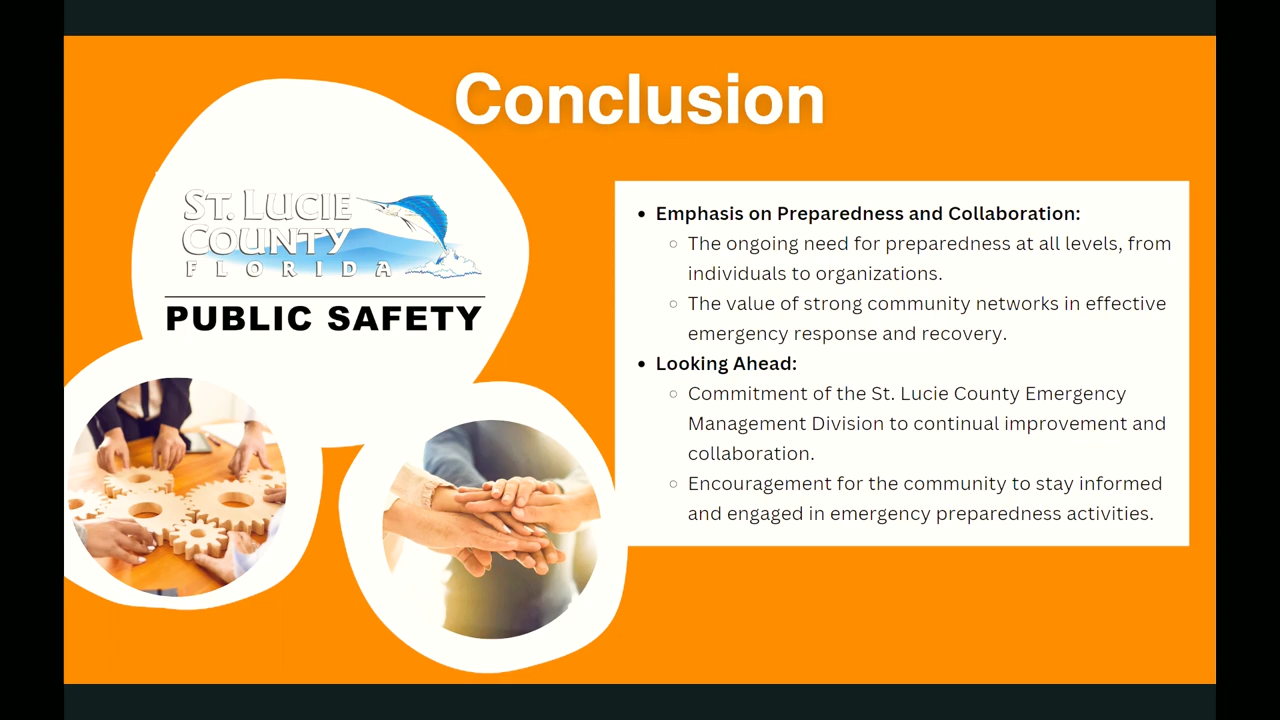 Conclusion
ST. LUCIE
COUNTY
FLORIDA
PUBLIC SAFETY
• Emphasis on Preparedness and Collaboration:
○ The ongoing need for preparedness at all levels, from
individuals to organizations.
○ The value of strong community networks in effective
emergency response and recovery.
• Looking Ahead:
○ Commitment of the St. Lucie County Emergency
Management Division to continual improvement and
collaboration.
○ Encouragement for the community to stay informed
and engaged in emergency preparedness activities.